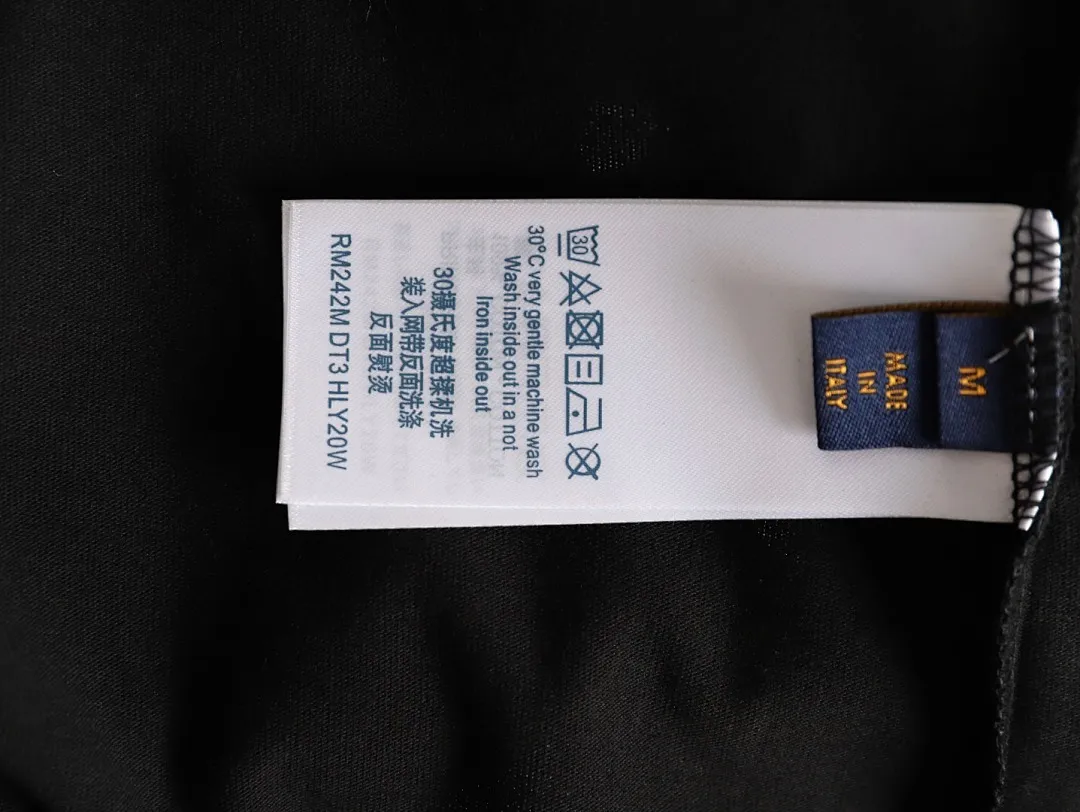 30
30°C very gentle machine wash
Wash inside out in a not
Iron inside out
30摄氏度超揉机洗
装入网带反面洗涤
反面熨烫
RM242M DT3 HLY20W
M
MADE
IN
ITALY